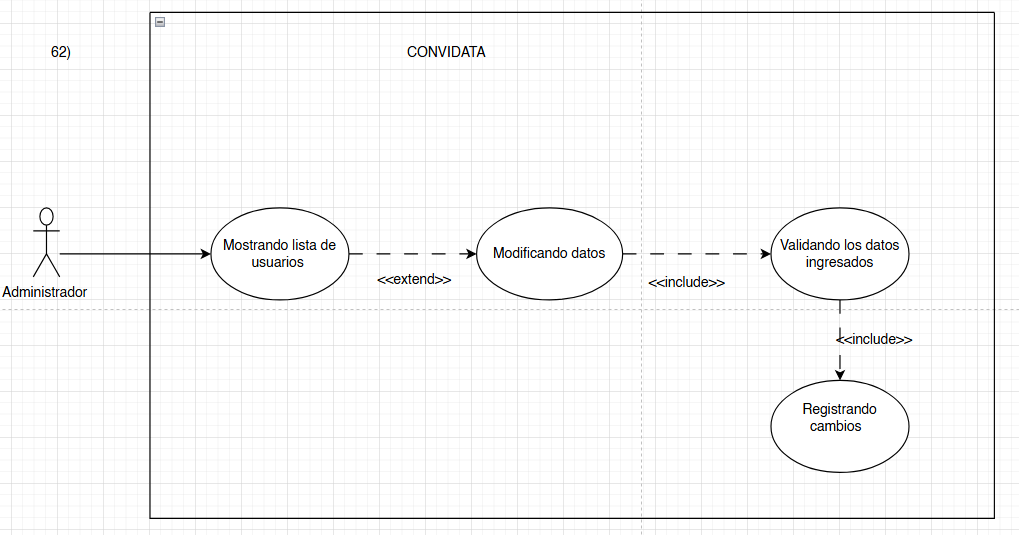 62)
CONVIDATA
Mostrando lista de
usuarios
Modificando datos
Validando los datos
ingresados
<<extend>>
<<include>>
Administrador
<<include>>
Registrando
cambios